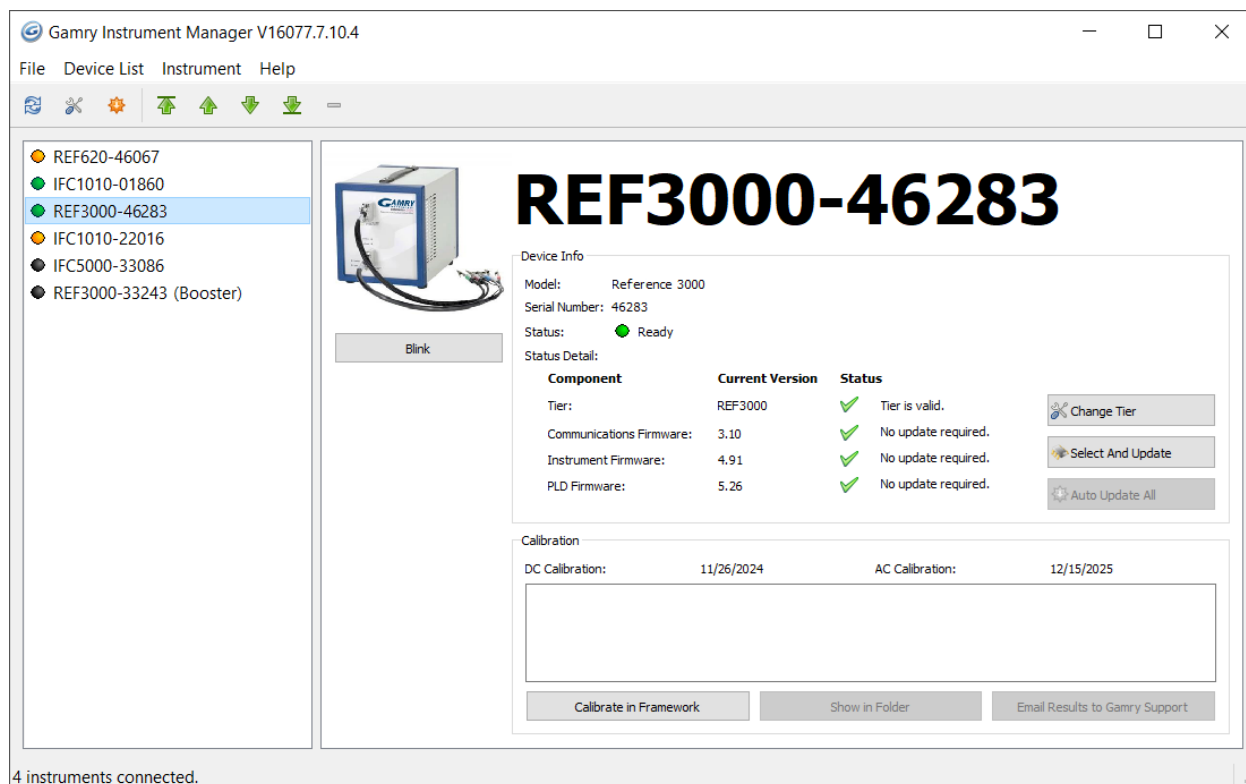 Gamry Instrument Manager V16077.7.10.4
File Device List Instrument Help
REF620-46067
IFC1010-01860
REF3000-46283
IFC1010-22016
IFC5000-33086
REF3000-33243 (Booster)
GAMRY
Blink
REF3000-46283
Device Info
Model: Reference 3000
Serial Number: 46283
Status: Ready
Status Detail:
Component Current Version Status
Tier: REF3000 Tier is valid. Change Tier
Communications Firmware: 3.10 No update required.
Instrument Firmware: 4.91 No update required. Select And Update
PLD Firmware: 5.26 No update required. Auto Update All
Calibration
DC Calibration: 11/26/2024 AC Calibration: 12/15/2025
Calibrate in Framework Show in Folder Email Results to Gamry Support
4 instruments connected.